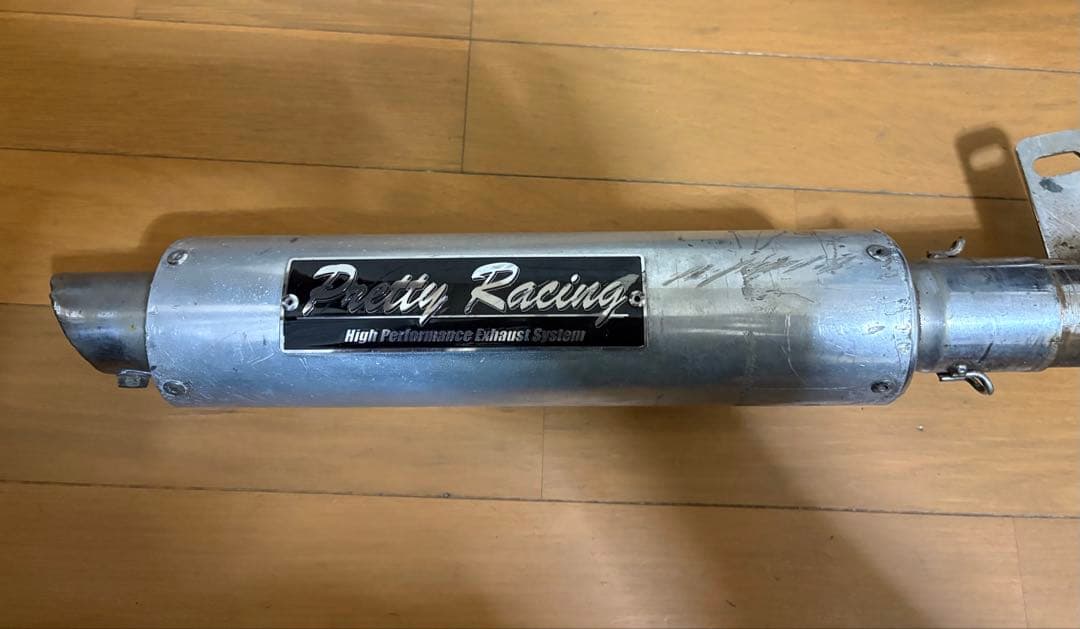 Pretty Racing
High Performance Exhaust System